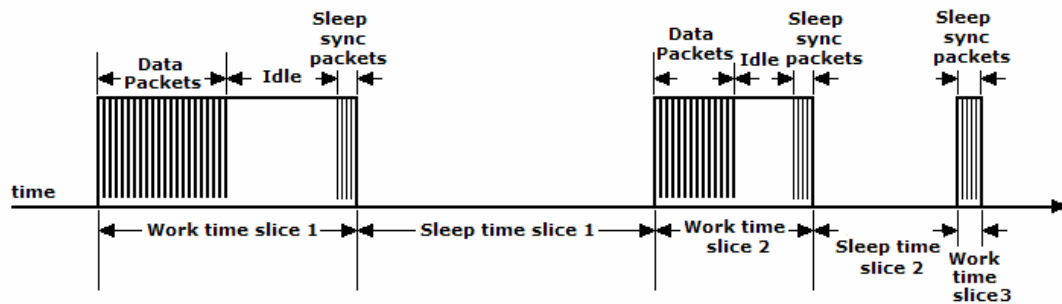 Sleep
sync
packets
Data
Packets
Idle
Data
Packets
Idle
Sleep
sync
packets
Sleep
sync
packets
time
Work time slice 1
Sleep time slice 1
Work time
slice 2
Sleep time
slice 2
Work
time
slice3